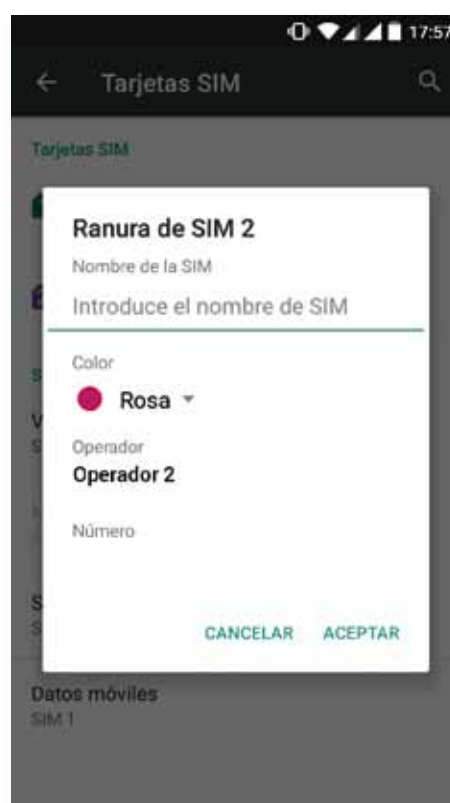 17:57
Tarjetas SIM
Tarjetas SIM
Ranura de SIM 2
Nombre de la SIM
Introduce el nombre de SIM
Color
Rosa
Operador
Operador 2
Número
CANCELAR ACEPTAR
Datos móviles
SIM 1